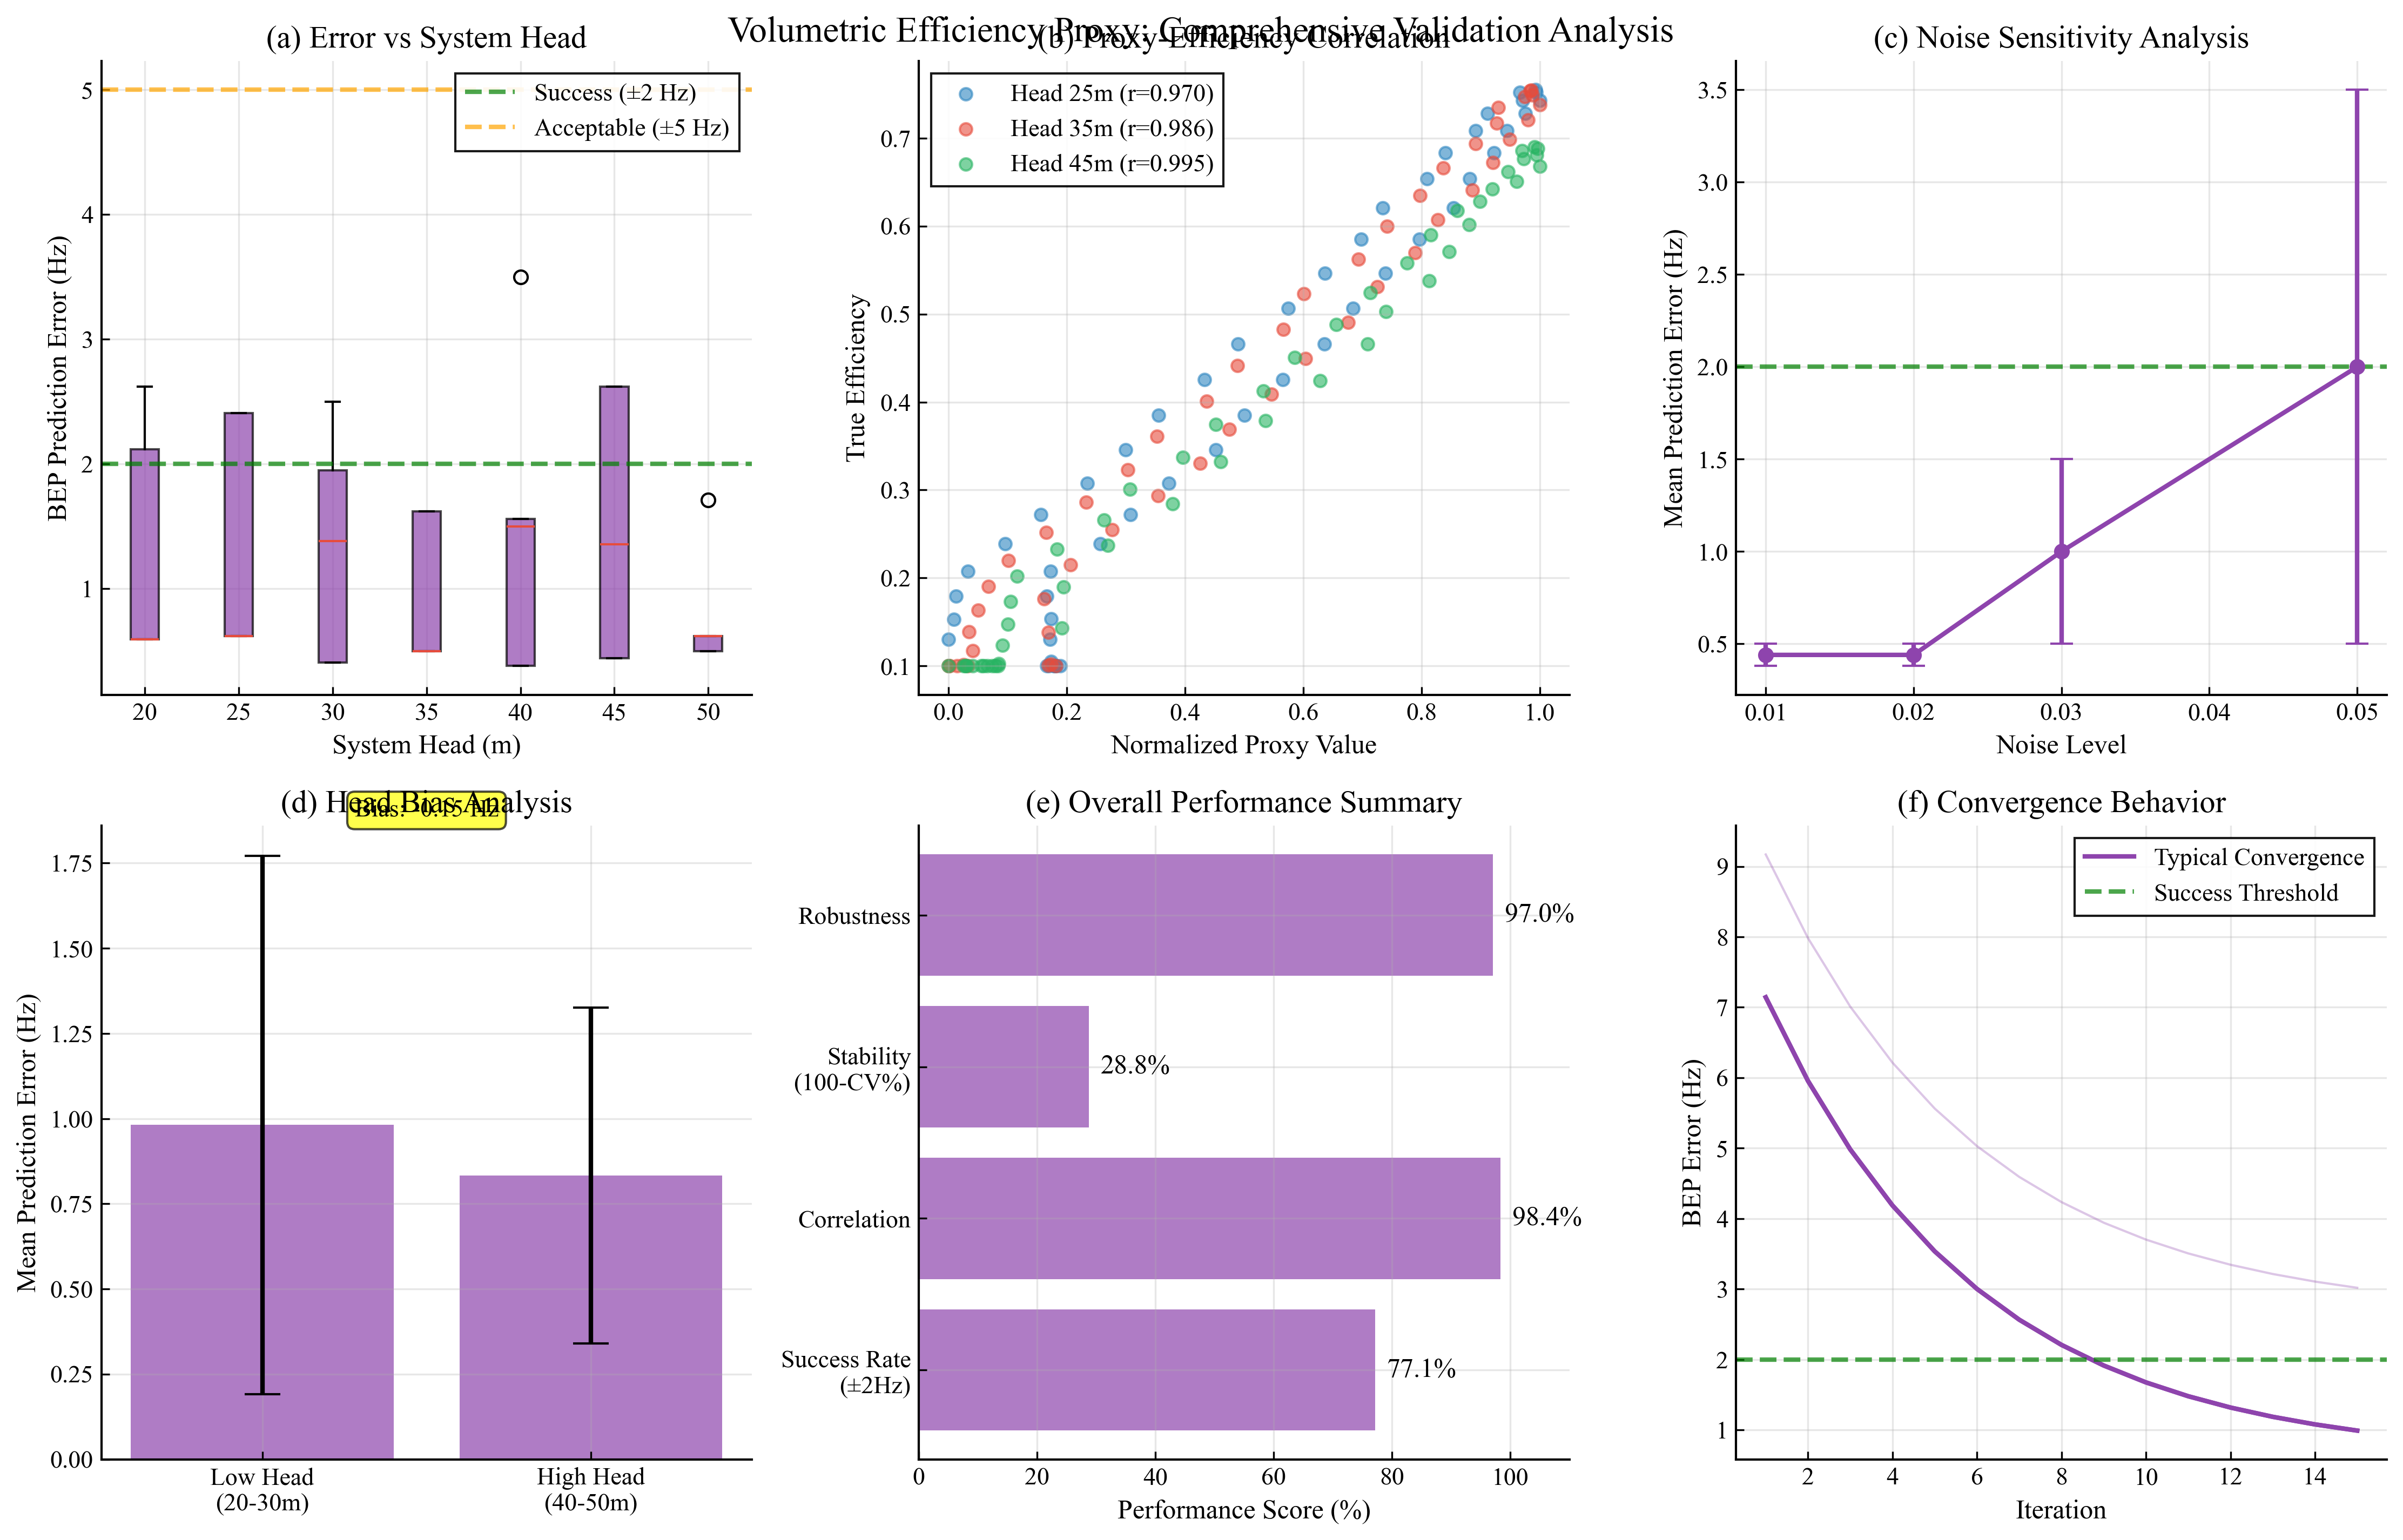 Volumetric Efficiency Proxy: Comprehensive Validation Analysis
(a) Error vs System Head
BEP Prediction Error (Hz)
5
4
3
2
1
Success (±2 Hz)
Acceptable (±5 Hz)
20 25 30 35 40 45 50
System Head (m)
(b) Proxy-Efficiency Correlation
True Efficiency
0.7
0.6
0.5
0.4
0.3
0.2
0.1
Head 25m (r=0.970)
Head 35m (r=0.986)
Head 45m (r=0.995)
0.0 0.2 0.4 0.6 0.8 1.0
Normalized Proxy Value
(c) Noise Sensitivity Analysis
Mean Prediction Error (Hz)
3.5
3.0
2.5
2.0
1.5
1.0
0.5
0.01 0.02 0.03 0.04 0.05
Noise Level
(d) Head Bias Analysis
Bias: 0.15 Hz
Mean Prediction Error (Hz)
1.75
1.50
1.25
1.00
0.75
0.50
0.25
0.00
Low Head
(20-30m)
High Head
(40-50m)
(e) Overall Performance Summary
Robustness
97.0%
Stability
(100-CV%)
28.8%
Correlation
98.4%
Success Rate
(±2Hz)
77.1%
0 20 40 60 80 100
Performance Score (%)
(f) Convergence Behavior
BEP Error (Hz)
9
8
7
6
5
4
3
2
1
Typical Convergence
Success Threshold
2 4 6 8 10 12 14
Iteration